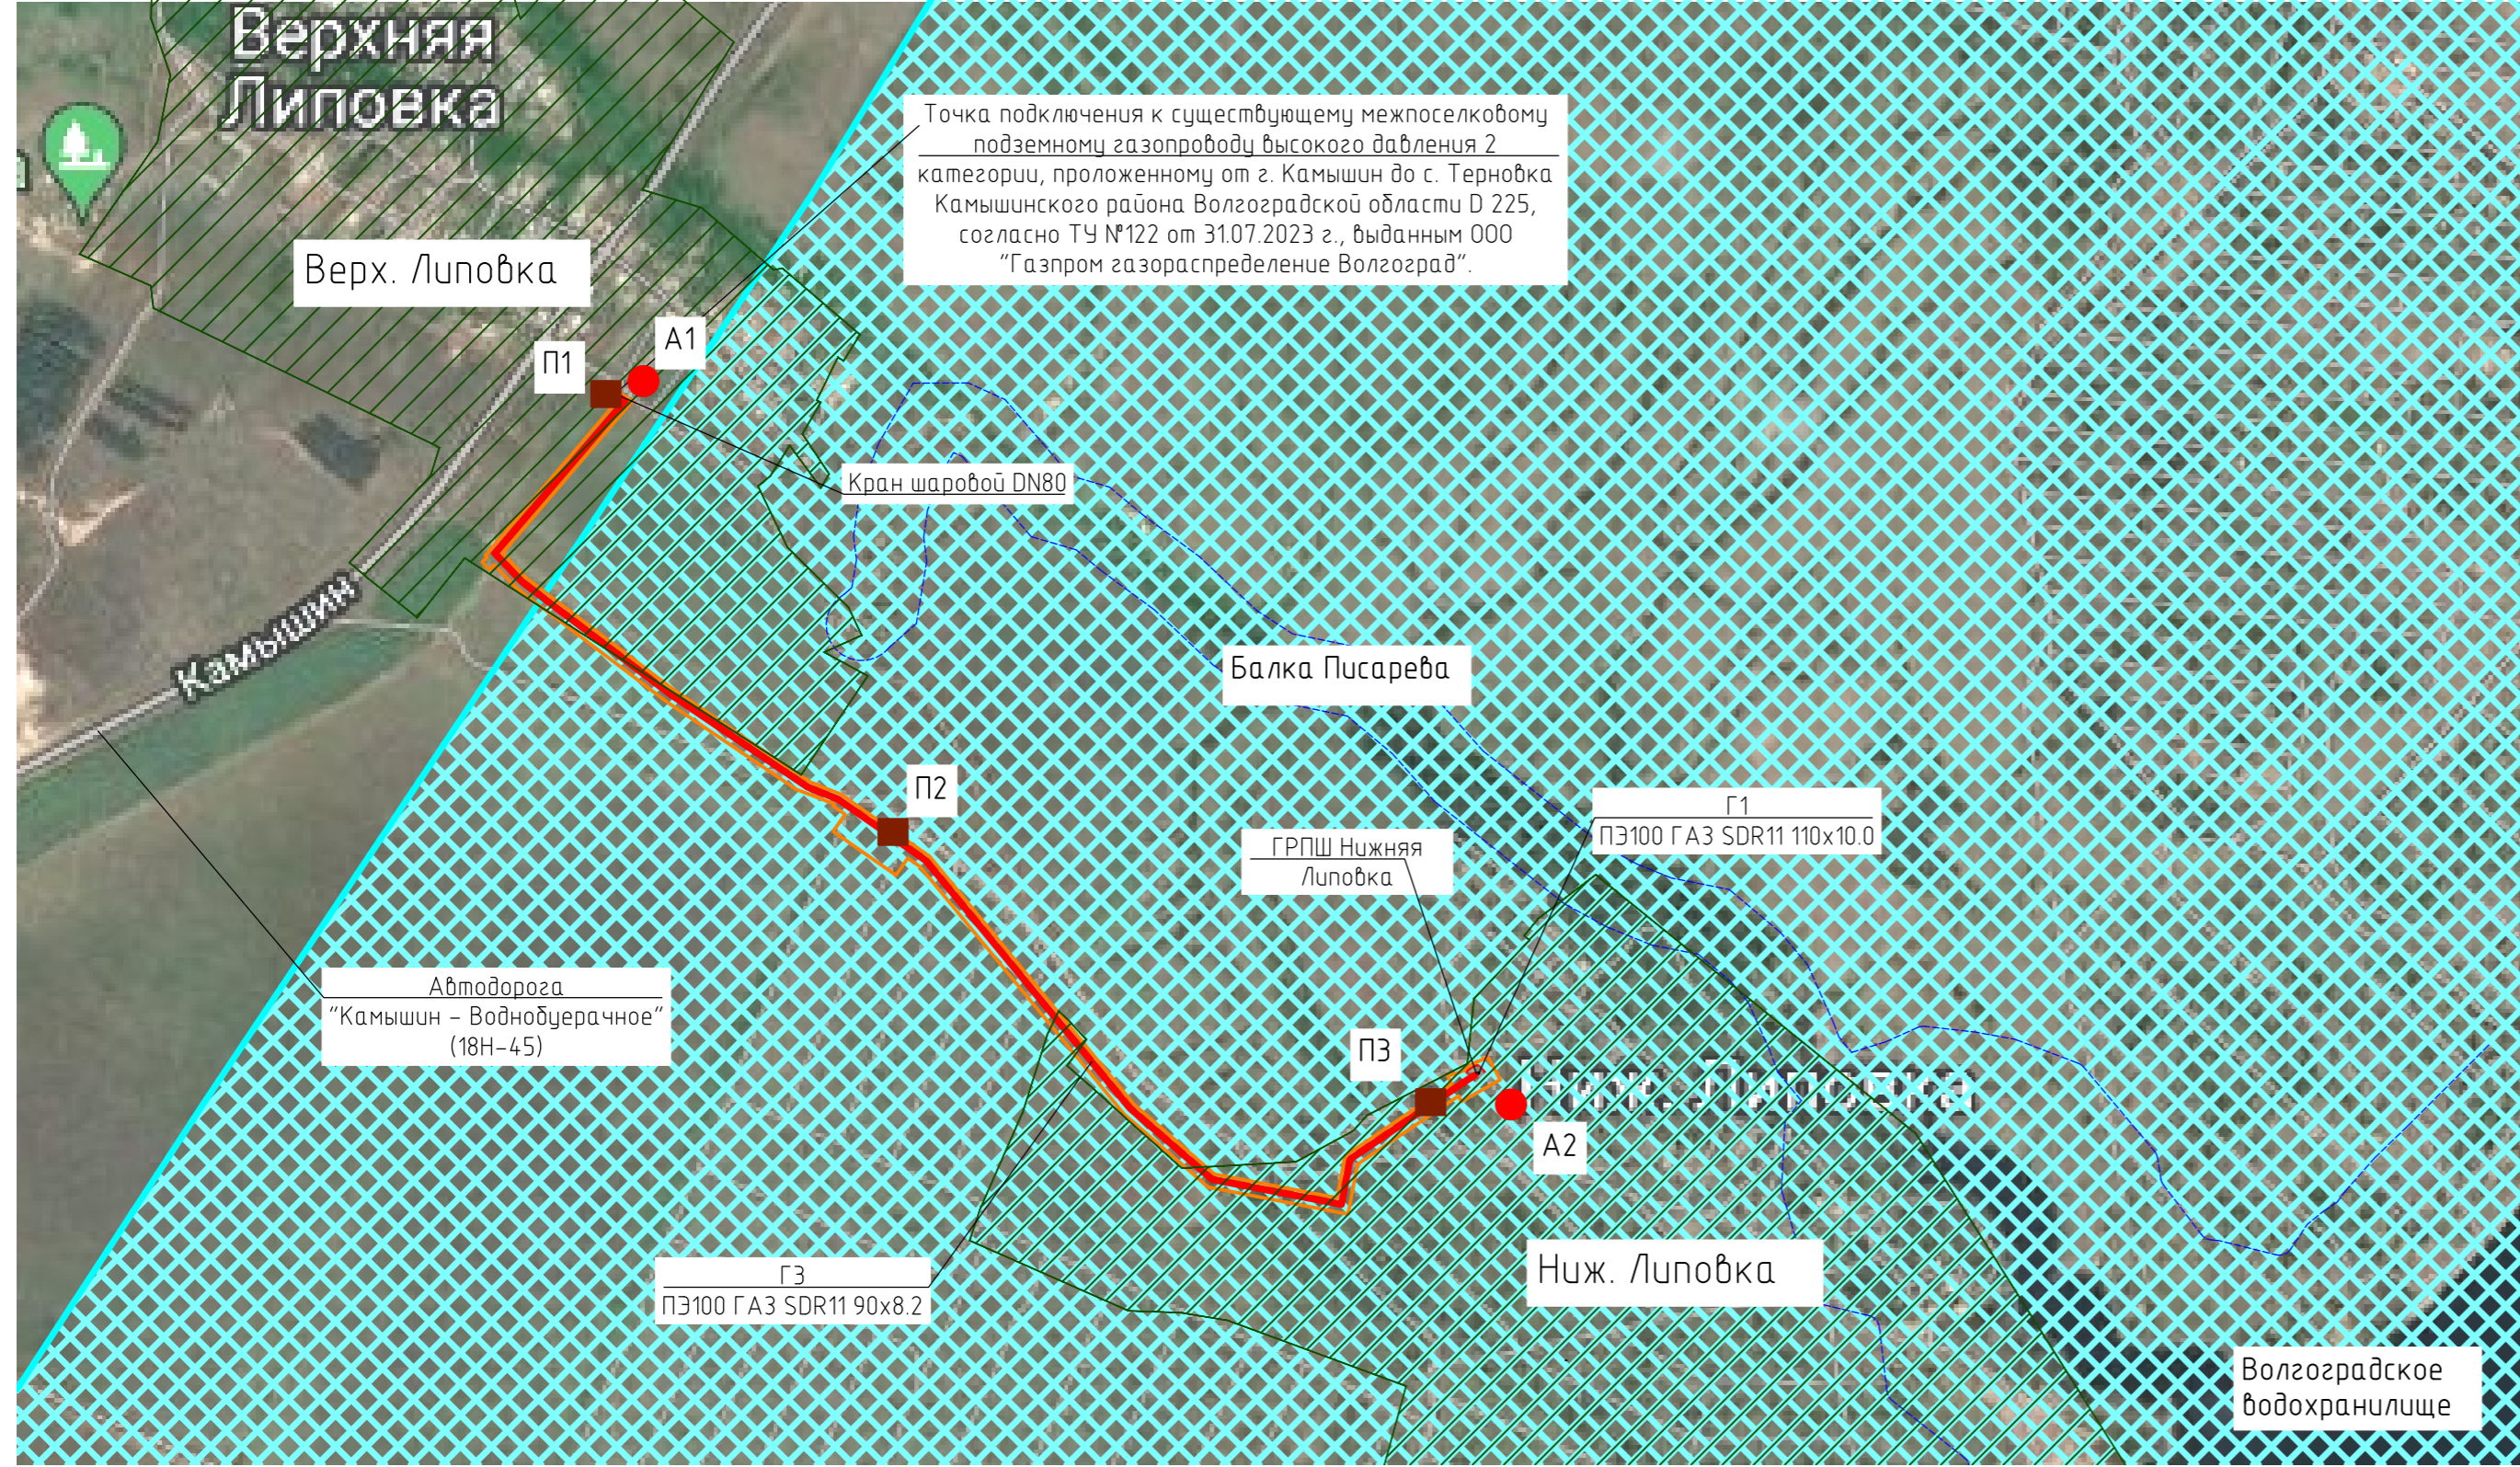 Верхняя
Липовка
Точка подключения к существующему межпоселковому
подземному газопроводу высокого давления 2
категории, проложенному от г. Камышин до с. Терновка
Камышинского района Волгоградской области D 225,
согласно ТУ №122 от 31.07.2023 г., выданным ООО
"Газпром газораспределение Волгоград".
Верх. Липовка
А1
П1
Кран шаровой DN80
Камышин
Балка Писарева
П2
Г1
ПЭ100 ГАЗ SDR11 110х10.0
ГРПШ Нижняя
Липовка
Автодорога
"Камышин - Воднобуерачное"
(18Н-45)
П3
Ниж. Липовка
А2
Ниж. Липовка
Г3
ПЭ100 ГАЗ SDR11 90х8.2
Волгоградское
водохранилище